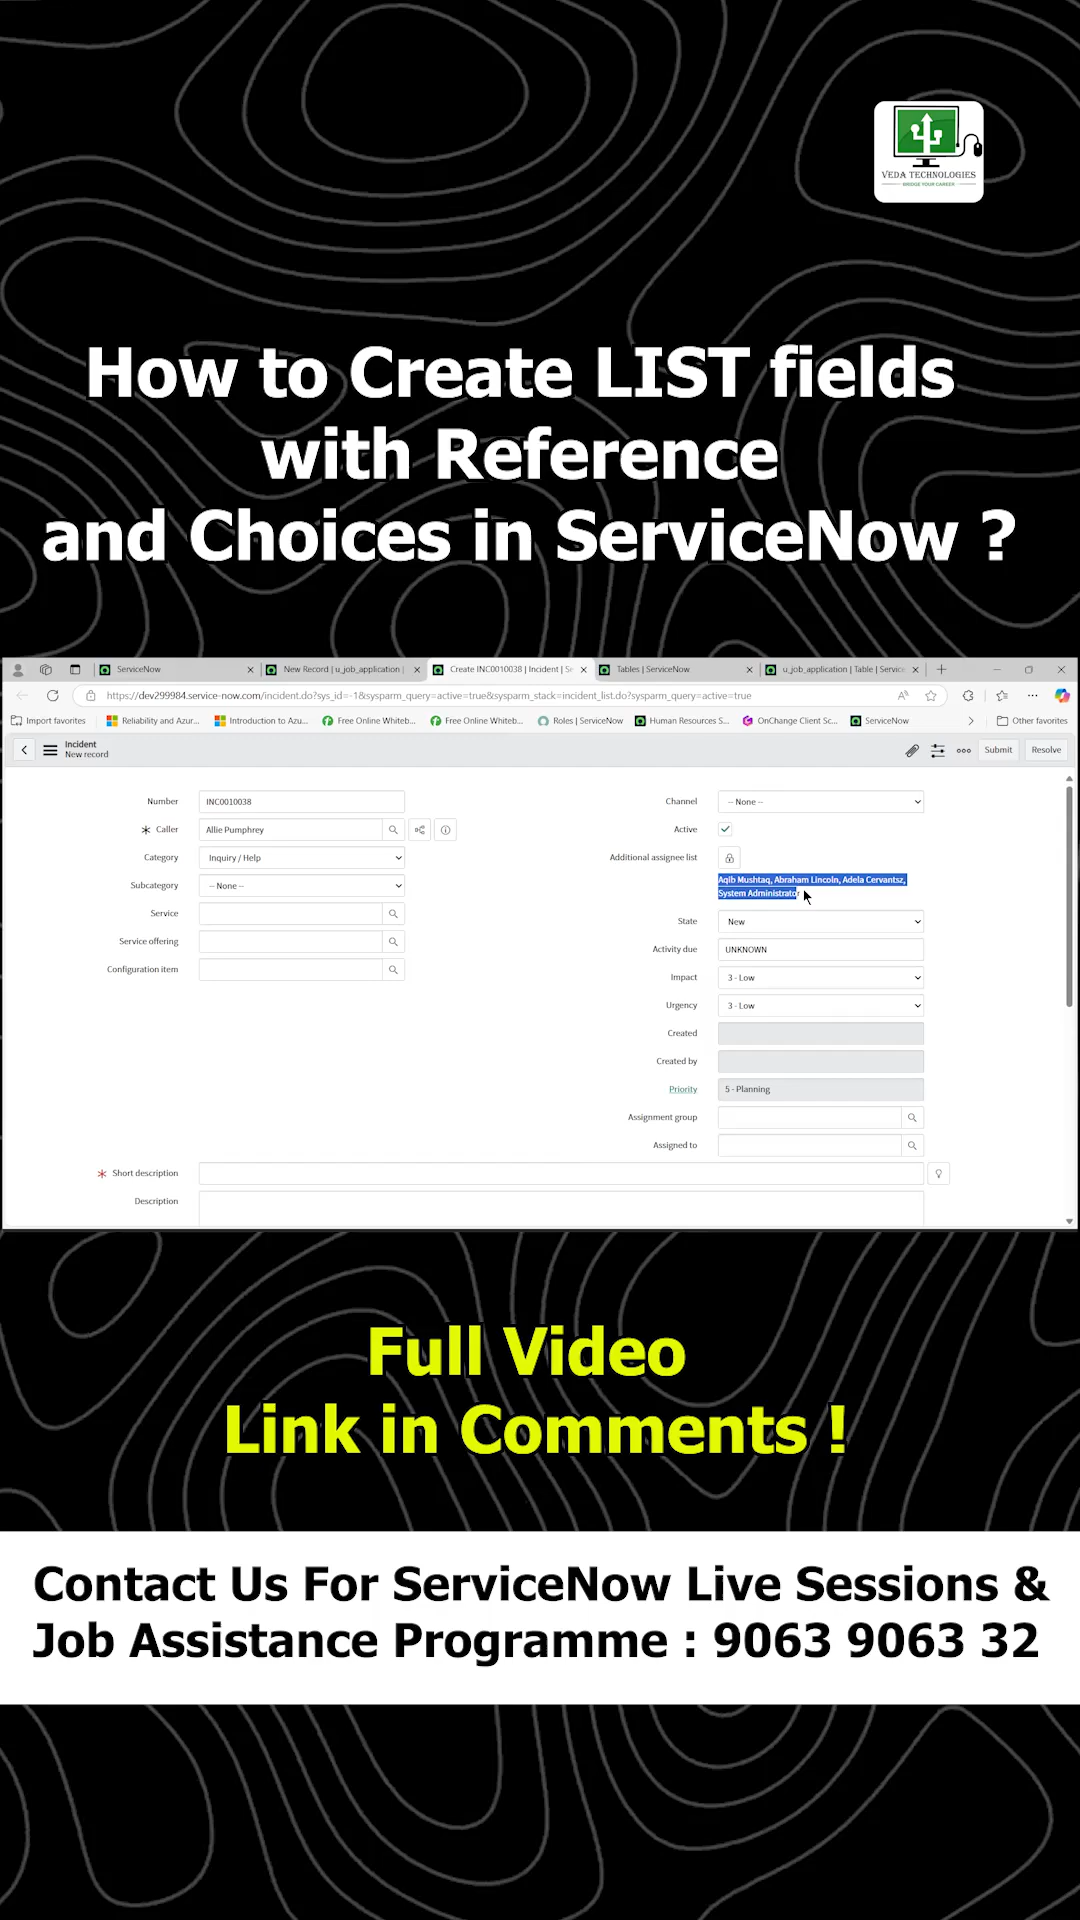 VEDA TECHNOLOGIES
BRIDGE YOUR CAREER
How to Create LIST fields
with Reference
and Choices in ServiceNow ?
ServiceNow
New Record | u_job_application |
Create INC0010038 | Incident | Se
Tables | ServiceNow
u_job_application | Table | Service
https://dev299984.service-now.com/incident.do?sys_id=-1&sysparm_query=active=true&sysparm_stack=incident_list.do?sysparm_query=active=true
Import favorites
Reliability and Azur...
Introduction to Azu...
Free Online Whiteb...
Free Online Whiteb...
Roles | ServiceNow
Human Resources S...
OnChange Client Sc...
ServiceNow
Other favorites
Incident
New record
Submit
Resolve
Number
INC0010038
Caller
Allie Pumphrey
Category
Inquiry / Help
Subcategory
-- None --
Service
Service offering
Configuration item
Channel
-- None --
Active
Additional assignee list
Aqib Mushtaq, Abraham Lincoln, Adela Cervantsz,
System Administrator
State
New
Activity due
UNKNOWN
Impact
3 - Low
Urgency
3 - Low
Created
Created by
Priority
5 - Planning
Assignment group
Assigned to
Short description
Description
Full Video
Link in Comments !
Contact Us For ServiceNow Live Sessions &
Job Assistance Programme : 9063 9063 32